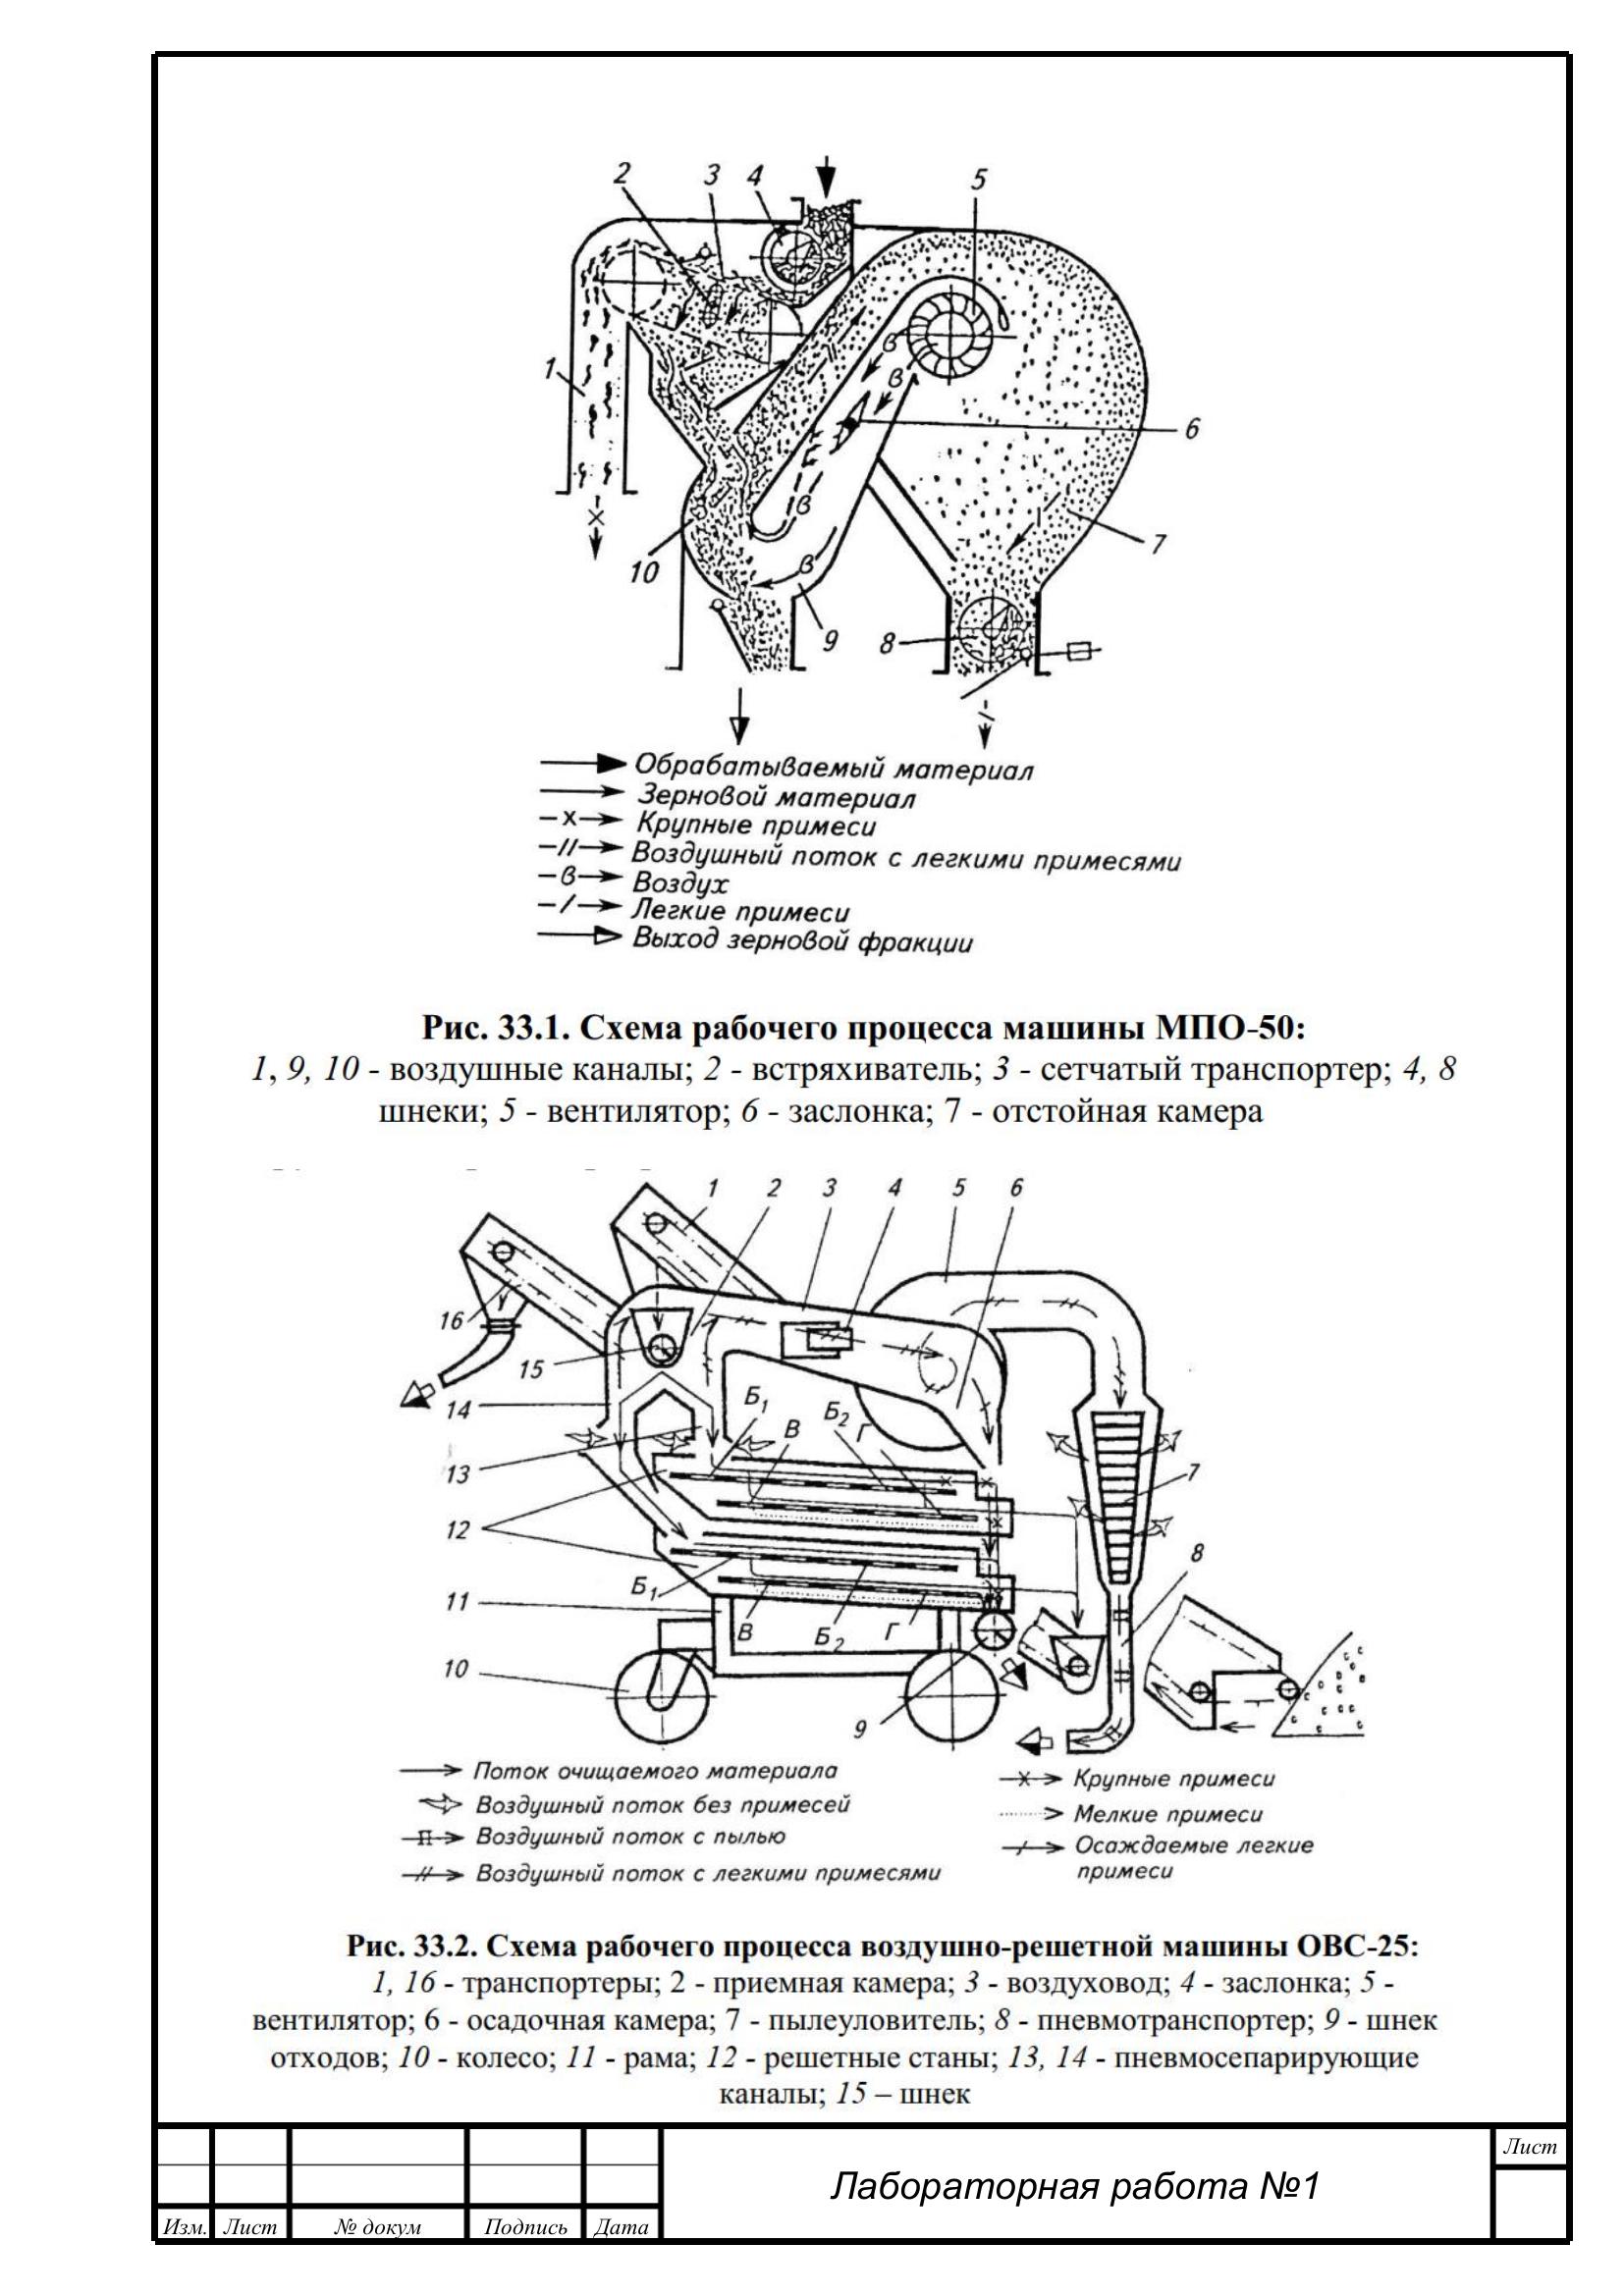 2 3 4 5
1
6
7
10
9 8
В
В
В
В
Обрабатываемый материал
Зерновой материал
–х→ Крупные примеси
–//→ Воздушный поток с легкими примесями
–в→ Воздух
–/→ Легкие примеси
Выход зерновой фракции
Рис. 33.1. Схема рабочего процесса машины МПО-50:
1, 9, 10 - воздушные каналы; 2 - встряхиватель; 3 - сетчатый транспортер; 4, 8
шнеки; 5 - вентилятор; 6 - заслонка; 7 - отстойная камера
1 2 3 4 5 6
16
15
14
Б1 В Б2 Г
13
7
12
8
Б1
11
В Б2 Г
10
9
П
Поток очищаемого материала
Воздушный поток без примесей
П Воздушный поток с пылью
Воздушный поток с легкими примесями
Крупные примеси
Мелкие примеси
Осаждаемые легкие
примеси
Рис. 33.2. Схема рабочего процесса воздушно-решетной машины ОВС-25:
1, 16 - транспортеры; 2 - приемная камера; 3 - воздуховод; 4 - заслонка; 5 -
вентилятор; 6 - осадочная камера; 7 - пылеуловитель; 8 - пневмотранспортер; 9 - шнек
отходов; 10 - колесо; 11 - рама; 12 - решетные станы; 13, 14 - пневмосепарирующие
каналы; 15 – шнек
Лист
Лабораторная работа №1
Изм. Лист № докум Подпись Дата